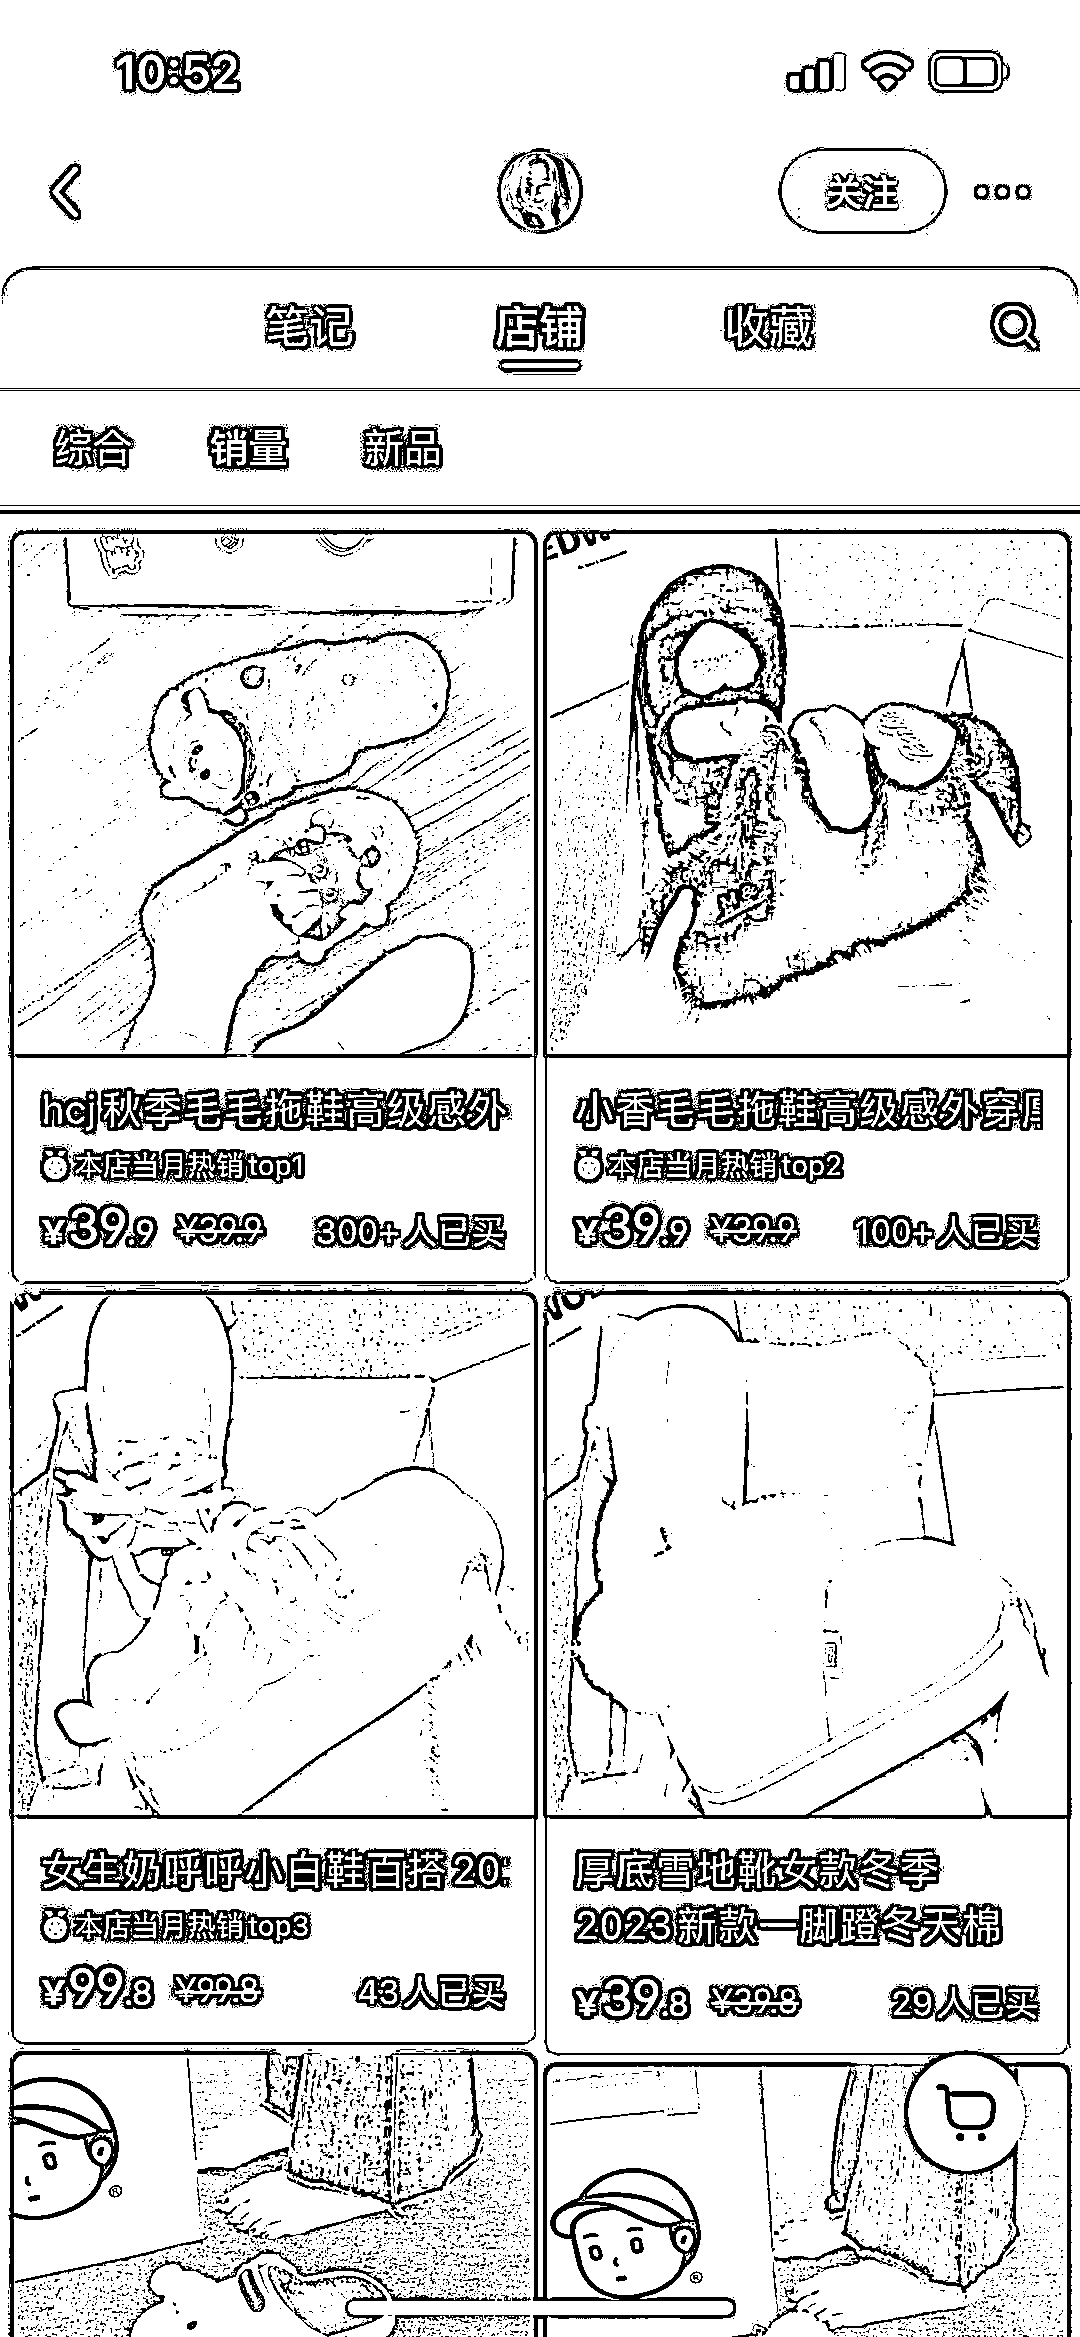 10:52
关注
笔记
店铺
收藏
综合
销量
新品
hcj秋季毛毛拖鞋高级感外
本店当月热销top1
¥39.9 ¥39.9 300+人已买
小香毛毛拖鞋高级感外穿
本店当月热销top2
¥39.9 ¥39.9 100+人已买
女生奶呼呼小白鞋百搭20
本店当月热销top3
¥99.8 ¥99.8 43人已买
厚底雪地靴女款冬季
2023新款一脚蹬冬天棉
¥39.8 ¥39.8 29人已买
®
®